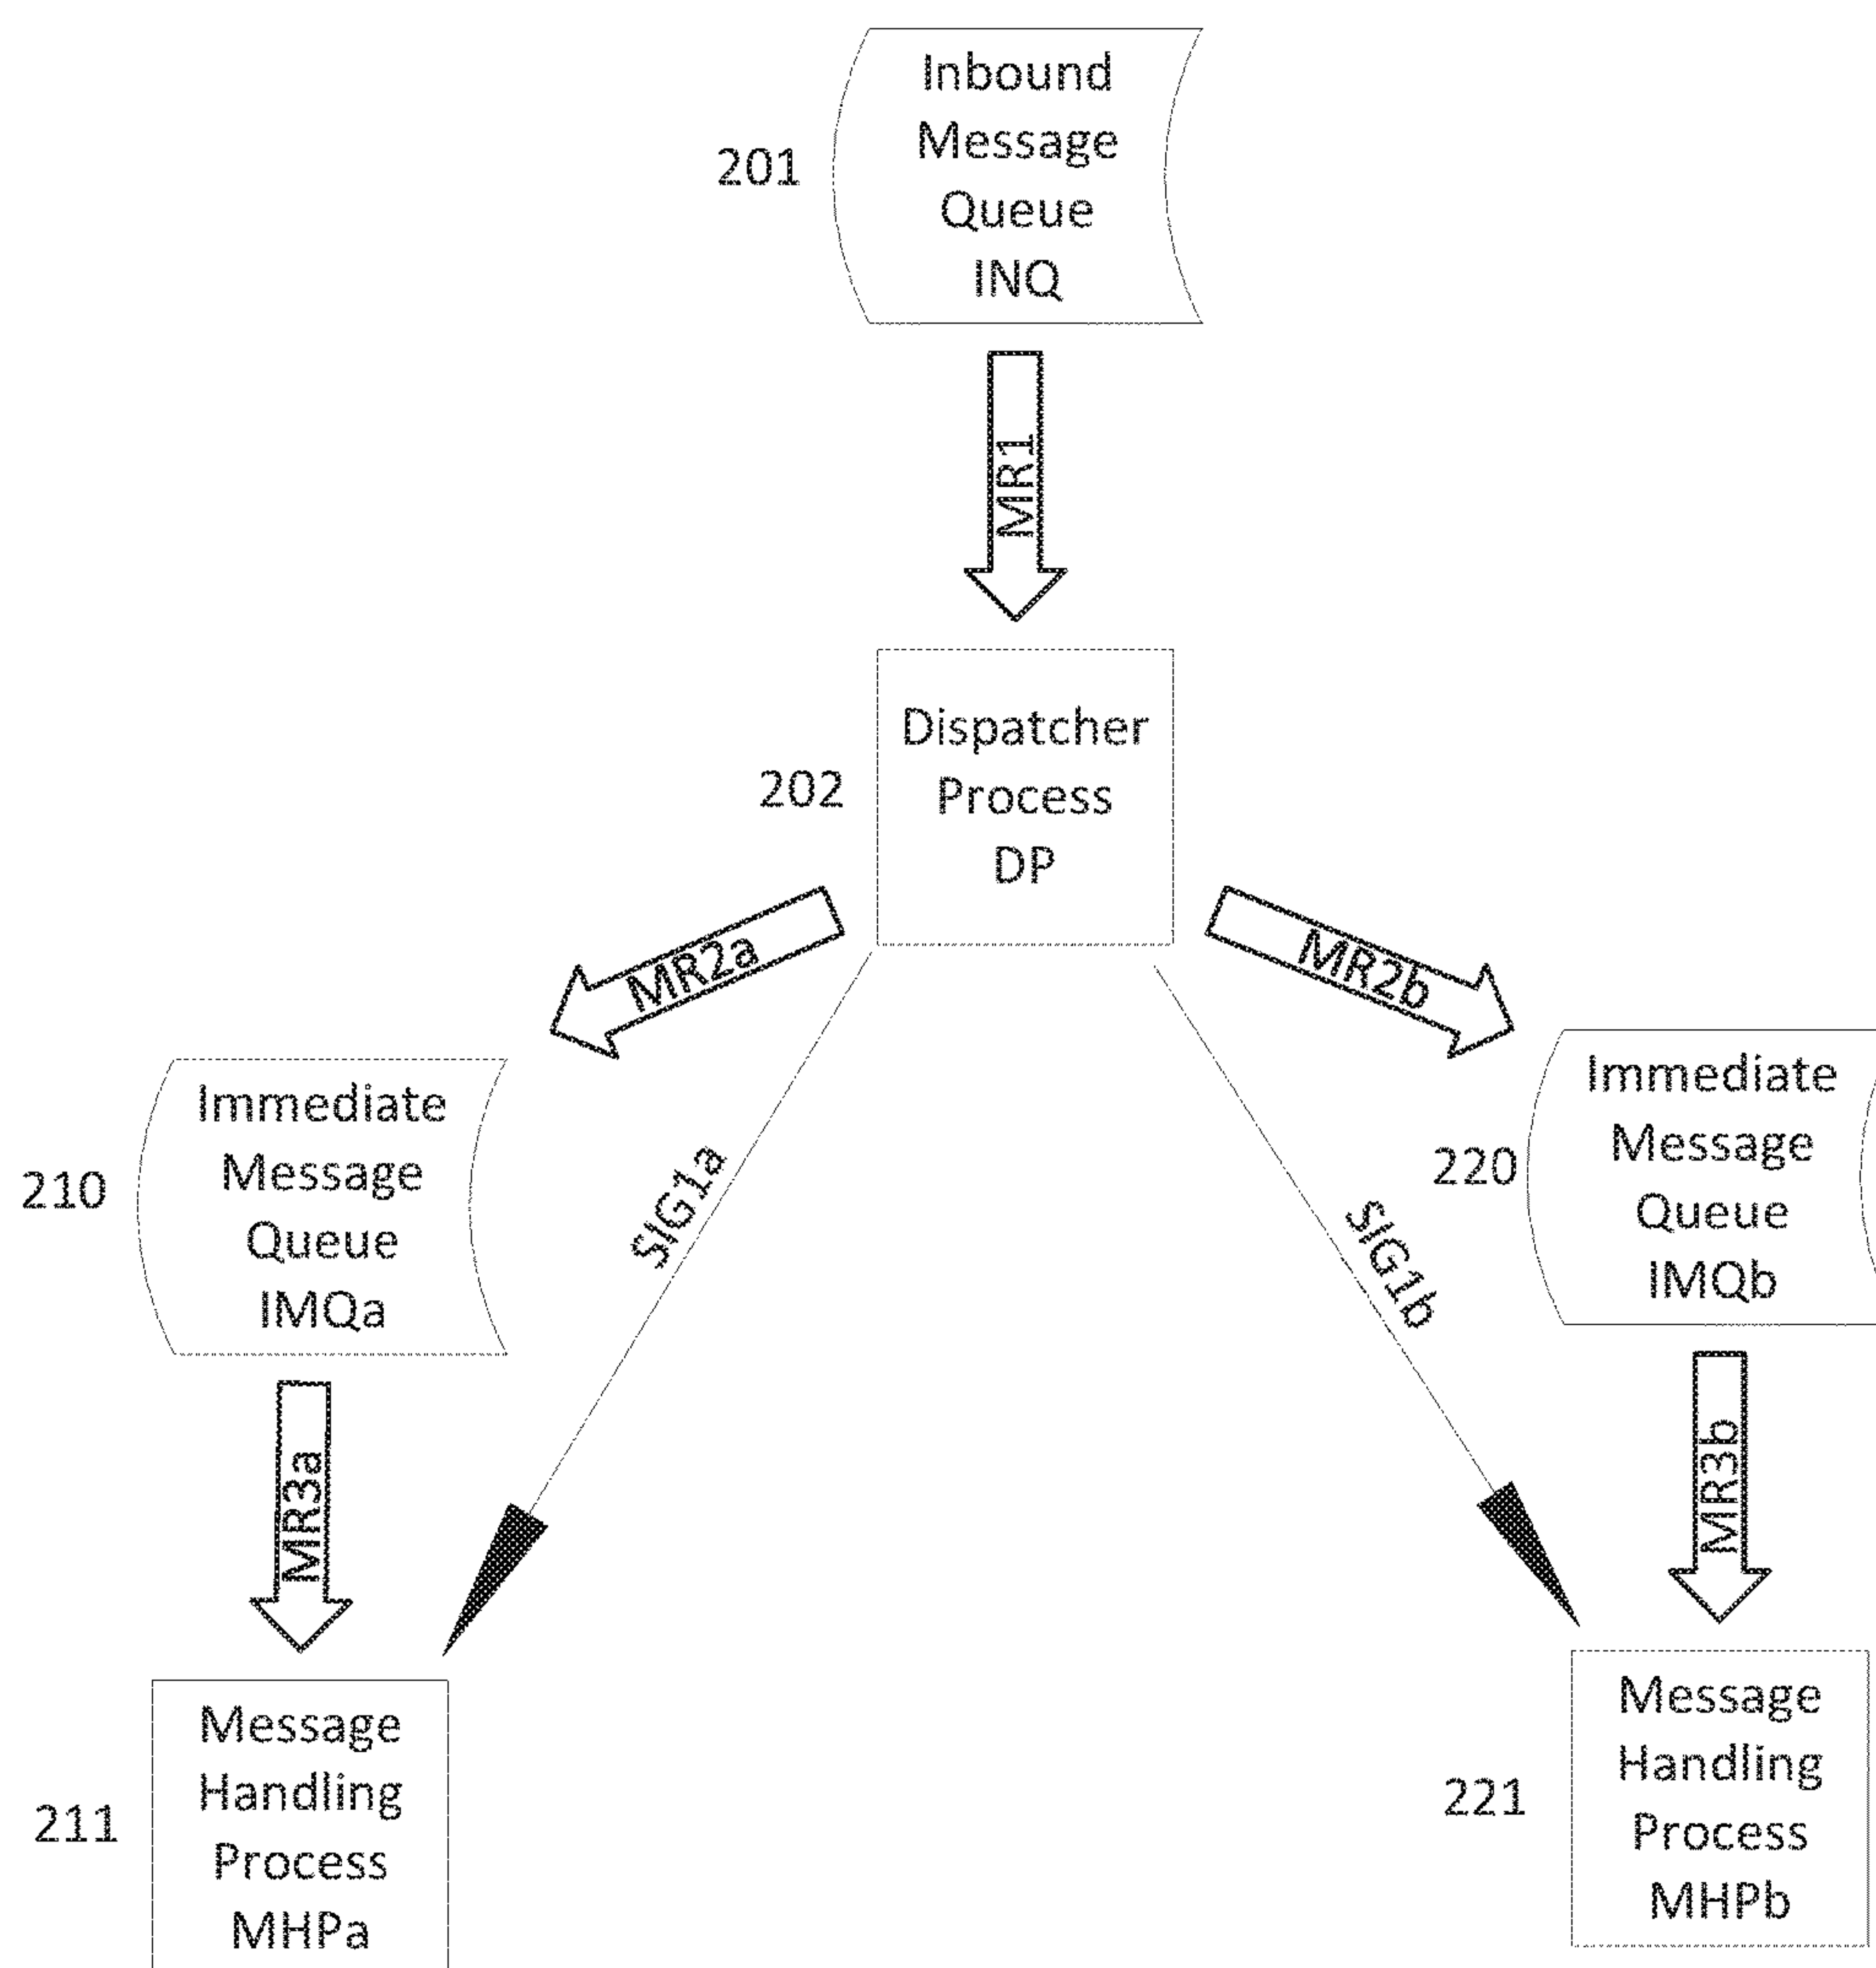 Inbound
Message
Queue
INQ
201
MR1
Dispatcher
Process
DP
202
MR2a
MR2b
Immediate
Message
Queue
IMQa
210
SIG1a
SIG1b
Immediate
Message
Queue
IMQb
220
MR3a
MR3b
Message
Handling
Process
MHPa
211
Message
Handling
Process
MHPb
221